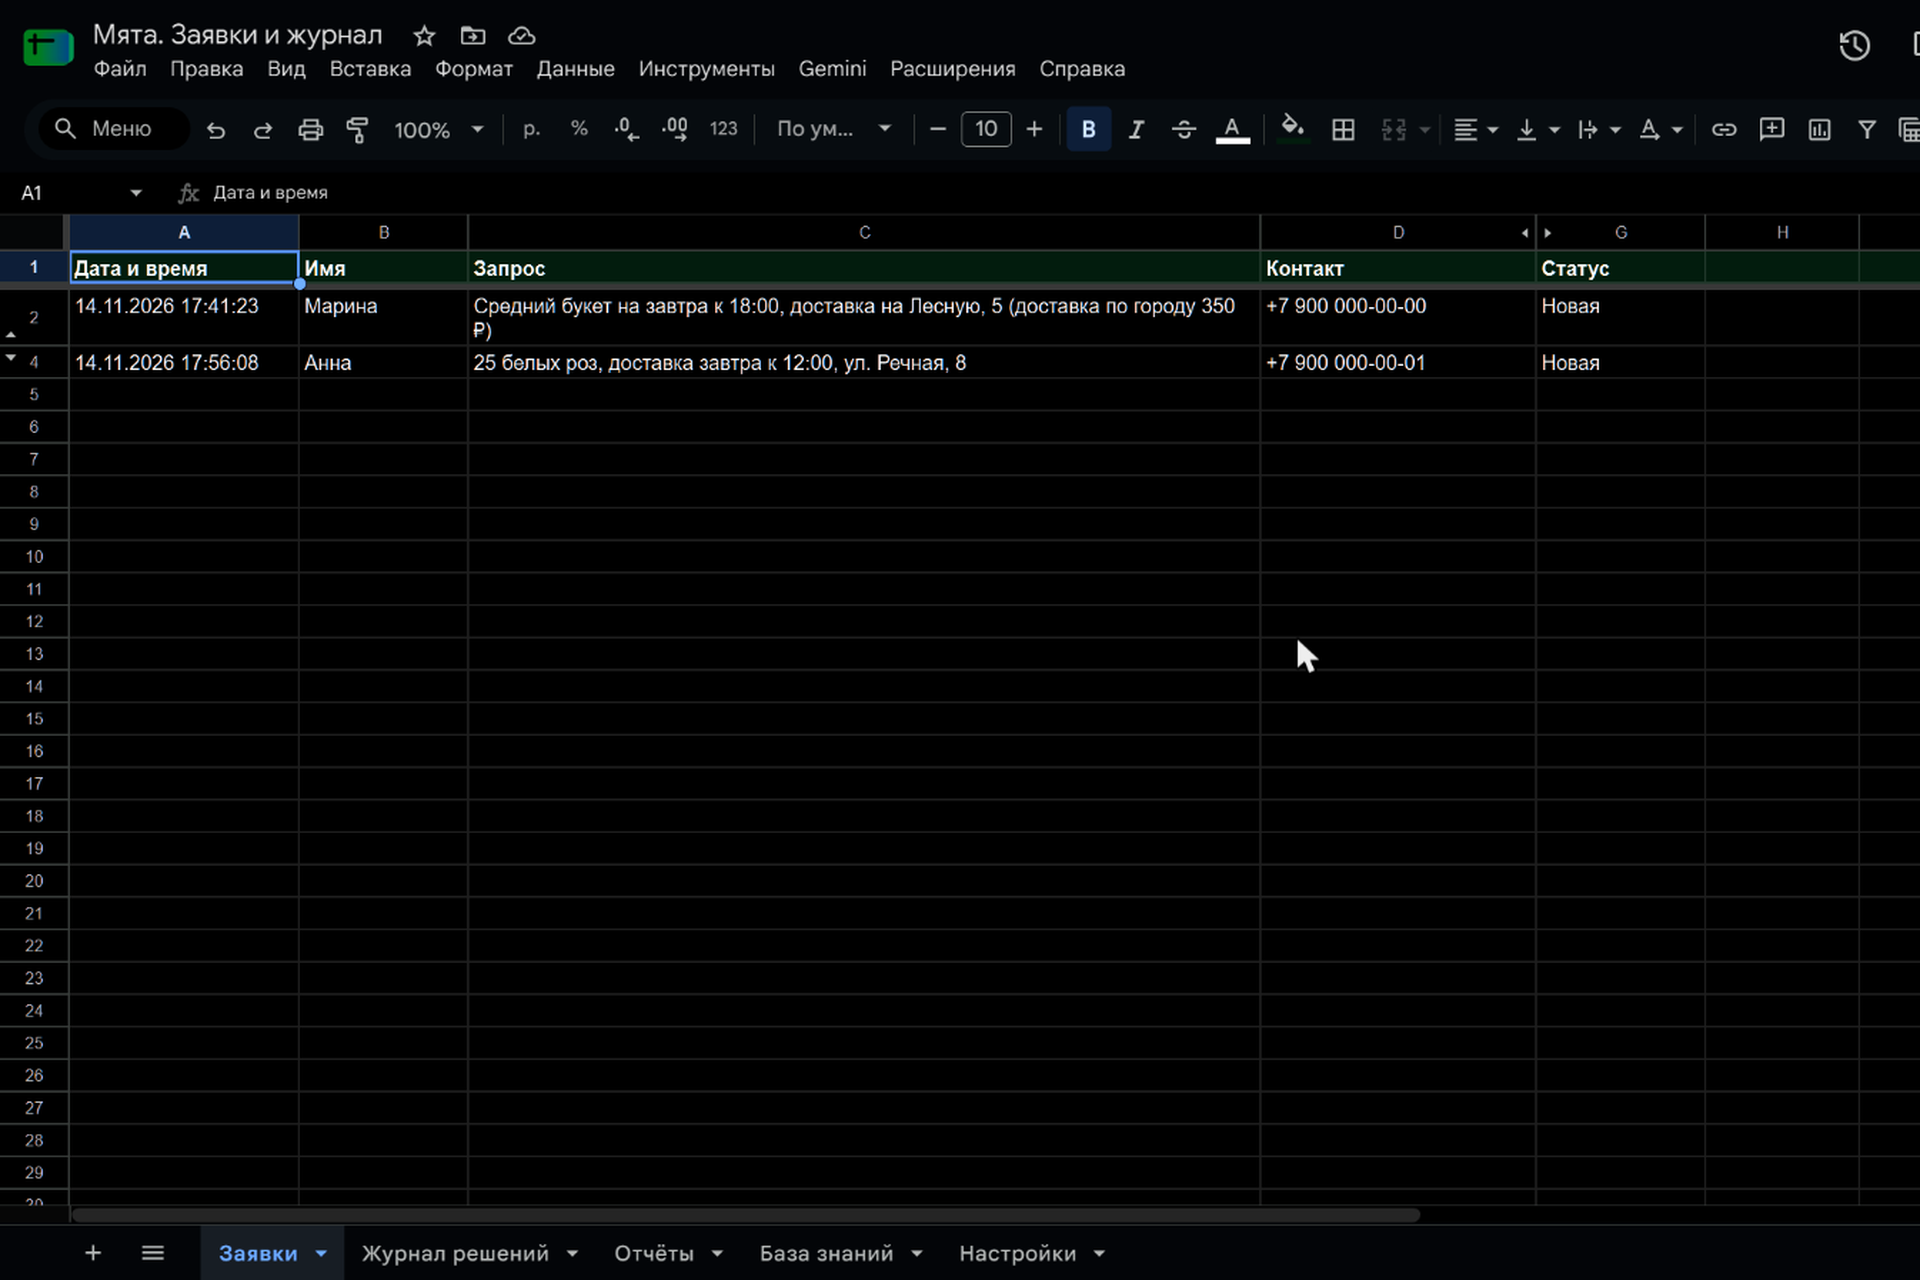 Мята. Заявки и журнал
Файл Правка Вид Вставка Формат Данные Инструменты Gemini Расширения Справка
Меню 100% р. % .0 .00 123 По ум... 10 B I S A
A1 fx Дата и время
A B C D G H
1 Дата и время Имя Запрос Контакт Статус
2 14.11.2026 17:41:23 Марина Средний букет на завтра к 18:00, доставка на Лесную, 5 (доставка по городу 350 ₽) +7 900 000-00-00 Новая
4 14.11.2026 17:56:08 Анна 25 белых роз, доставка завтра к 12:00, ул. Речная, 8 +7 900 000-00-01 Новая
5
6
7
8
9
10
11
12
13
14
15
16
17
18
19
20
21
22
23
24
25
26
27
28
29
30
Заявки Журнал решений Отчёты База знаний Настройки